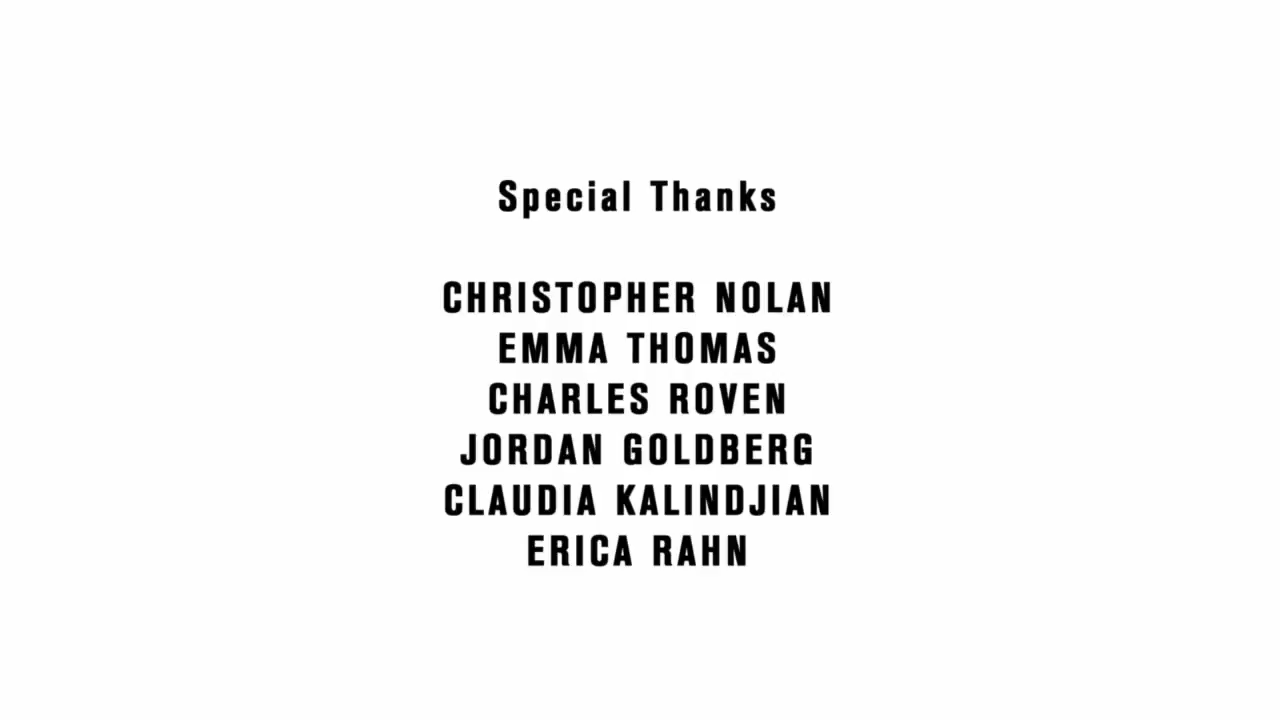 Special Thanks
CHRISTOPHER NOLAN
EMMA THOMAS
CHARLES ROVEN
JORDAN GOLDBERG
CLAUDIA KALINDJIAN
ERICA RAHN